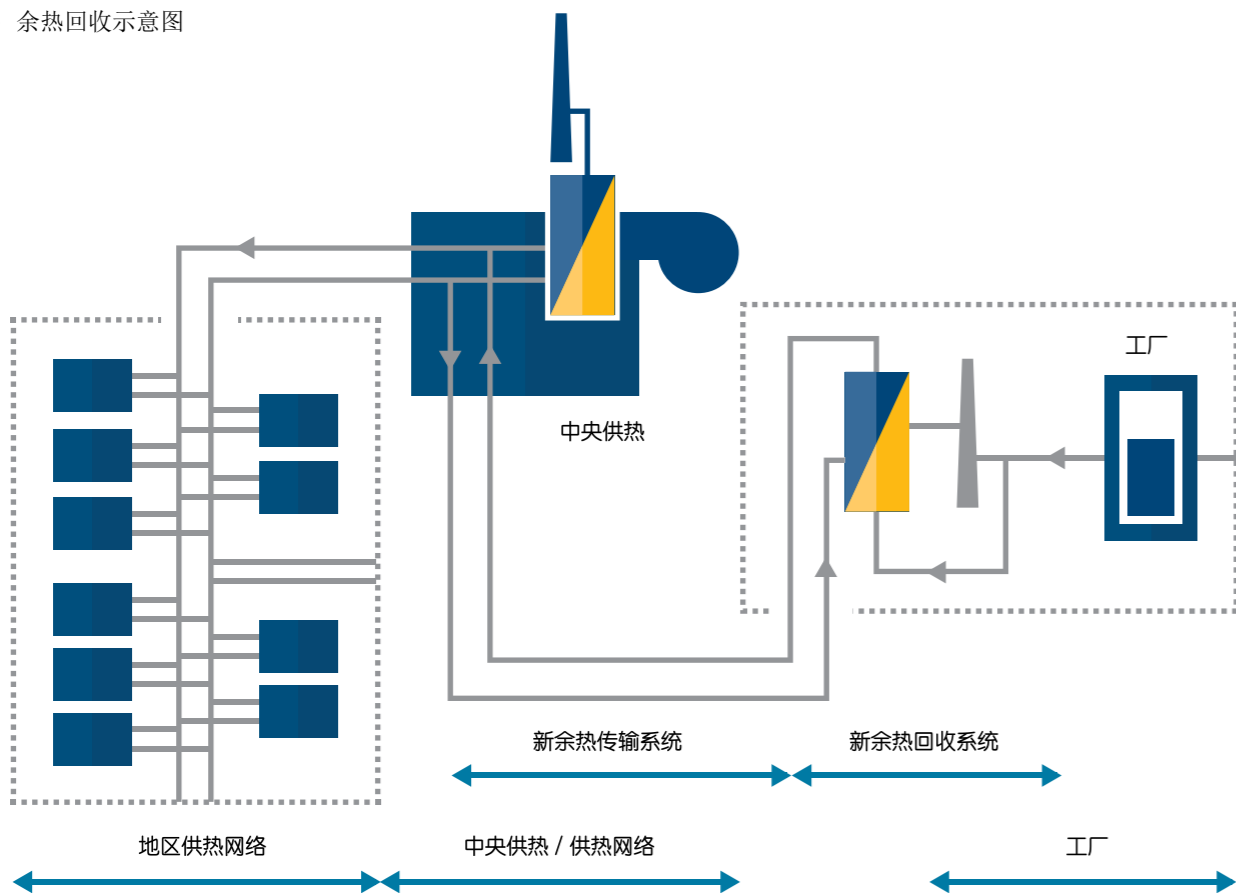 余热回收示意图
工厂
中央供热
新余热传输系统
新余热回收系统
地区供热网络
中央供热 / 供热网络
工厂